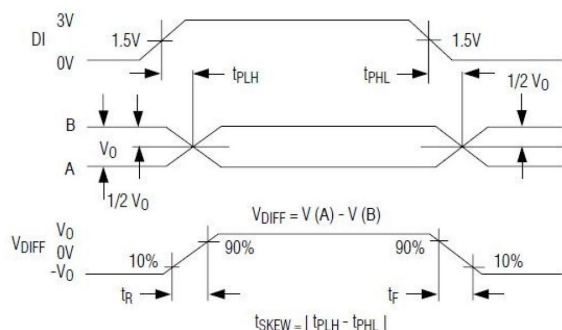 3V
DI
1.5V
1.5V
0V
tPLH
tPHL
1/2 VO
B
VO
A
1/2 VO
VDIFF = V (A) - V (B)
VO
VDIFF
0V
-VO
10%
90%
90%
10%
tR
tF
tSKEW = | tPLH - tPHL |